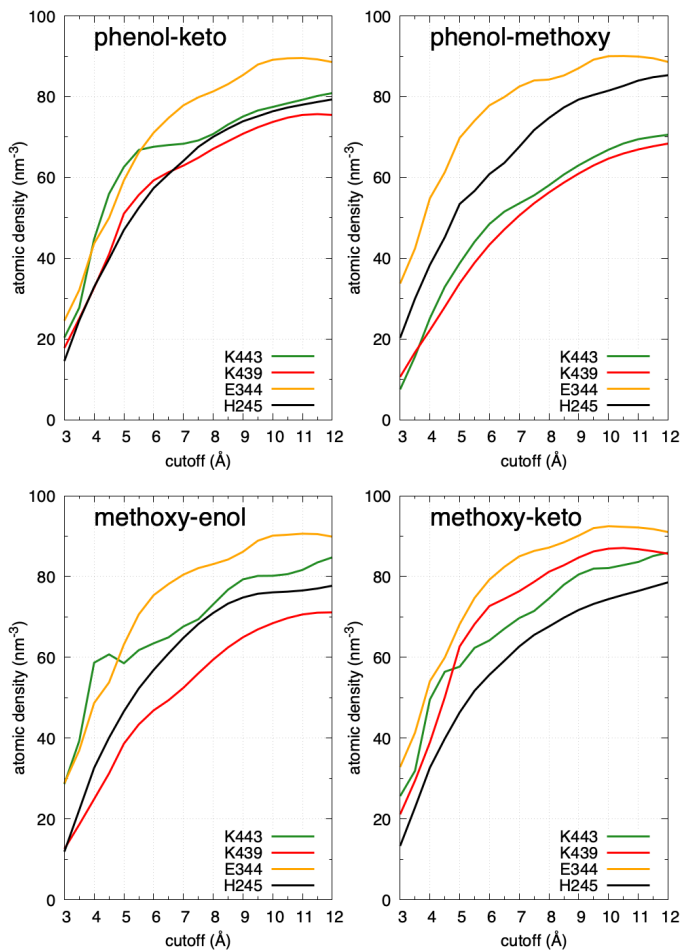 phenol-keto
atomic density (nm⁻³)
100
80
60
40
20
0
K443
K439
E344
H245
3 4 5 6 7 8 9 10 11 12
cutoff (Å)
phenol-methoxy
atomic density (nm⁻³)
100
80
60
40
20
0
K443
K439
E344
H245
3 4 5 6 7 8 9 10 11 12
cutoff (Å)
methoxy-enol
atomic density (nm⁻³)
100
80
60
40
20
0
K443
K439
E344
H245
3 4 5 6 7 8 9 10 11 12
cutoff (Å)
methoxy-keto
atomic density (nm⁻³)
100
80
60
40
20
0
K443
K439
E344
H245
3 4 5 6 7 8 9 10 11 12
cutoff (Å)